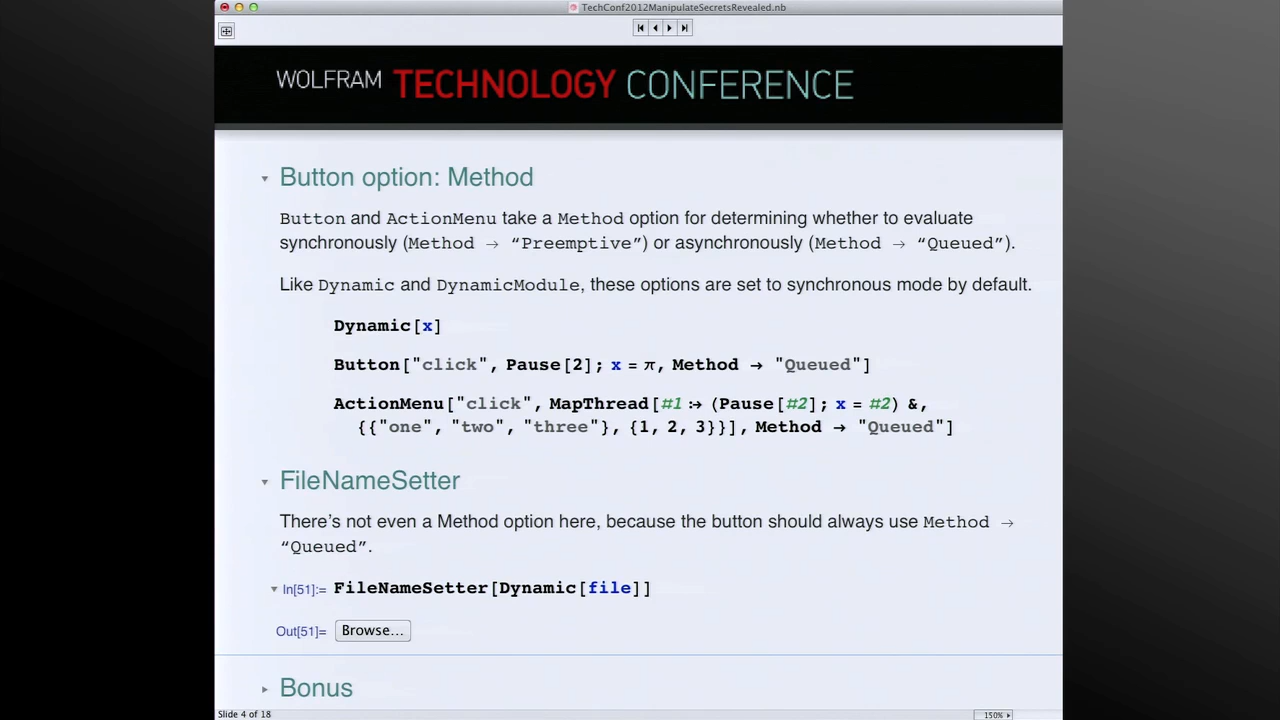 TechConf2012ManipulateSecretsRevealed.nb
WOLFRAM TECHNOLOGY CONFERENCE
Button option: Method
Button and ActionMenu take a Method option for determining whether to evaluate
synchronously (Method → “Preemptive”) or asynchronously (Method → “Queued”).
Like Dynamic and DynamicModule, these options are set to synchronous mode by default.
Dynamic[x]
Button["click", Pause[2]; x = π, Method → "Queued"]
ActionMenu["click", MapThread[#1 :→ (Pause[#2]; x = #2) &,
{{"one", "two", "three"}, {1, 2, 3}}], Method → "Queued"]
FileNameSetter
There’s not even a Method option here, because the button should always use Method →
“Queued”.
In[51]:= FileNameSetter[Dynamic[file]]
Out[51]= Browse...
Bonus
Slide 4 of 18
150%